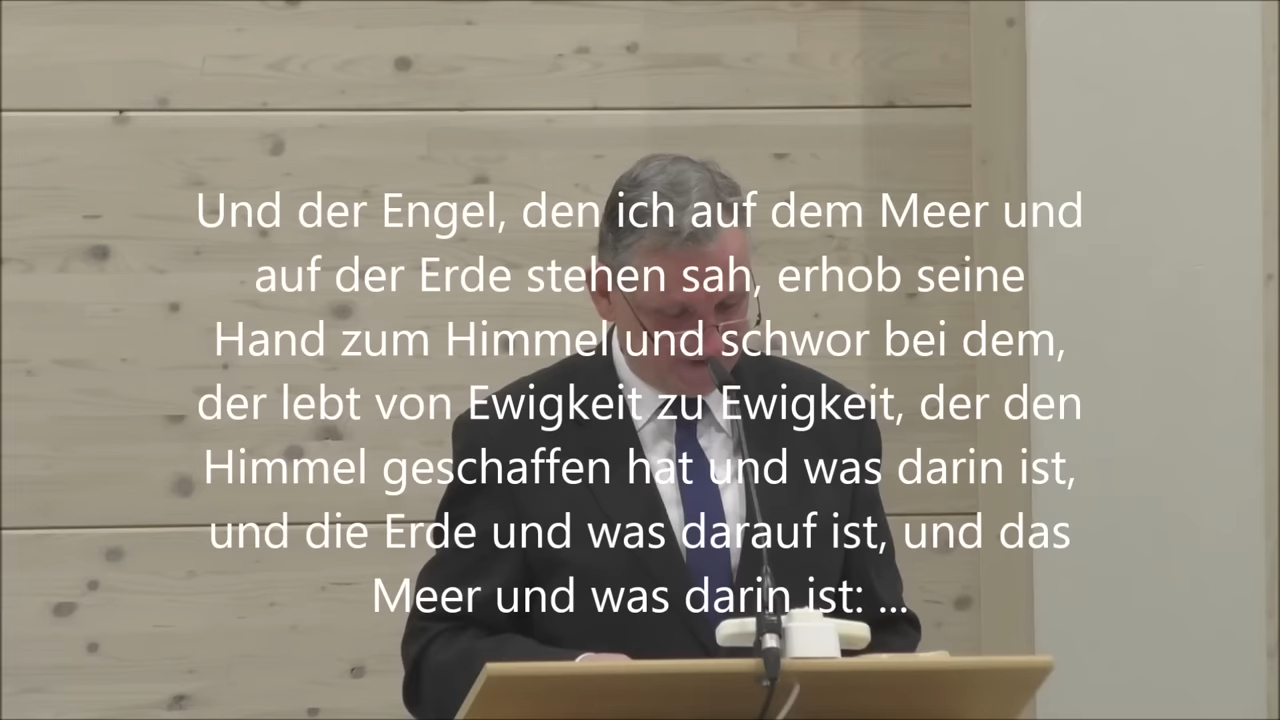 Und der Engel, den ich auf dem Meer und
auf der Erde stehen sah, erhob seine
Hand zum Himmel und schwor bei dem,
der lebt von Ewigkeit zu Ewigkeit, der den
Himmel geschaffen hat und was darin ist,
und die Erde und was darauf ist, und das
Meer und was darin ist: ...